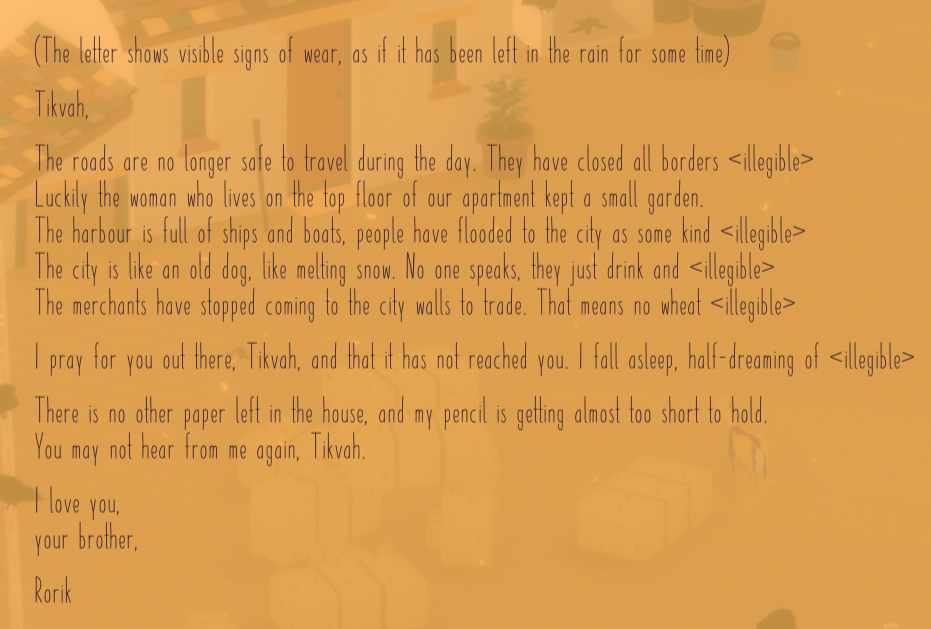 (The letter shows visible signs of wear, as if it has been left in the rain for some time)
Tikvah,
The roads are no longer safe to travel during the day. They have closed all borders <illegible>
Luckily the woman who lives on the top floor of our apartment kept a small garden.
The harbour is full of ships and boats, people have flooded to the city as some kind <illegible>
The city is like an old dog, like melting snow. No one speaks, they just drink and <illegible>
The merchants have stopped coming to the city walls to trade. That means no wheat <illegible>
I pray for you out there, Tikvah, and that it has not reached you. I fall asleep, half-dreaming of <illegible>
There is no other paper left in the house, and my pencil is getting almost too short to hold.
You may not hear from me again, Tikvah.
I love you,
your brother,
Rorik